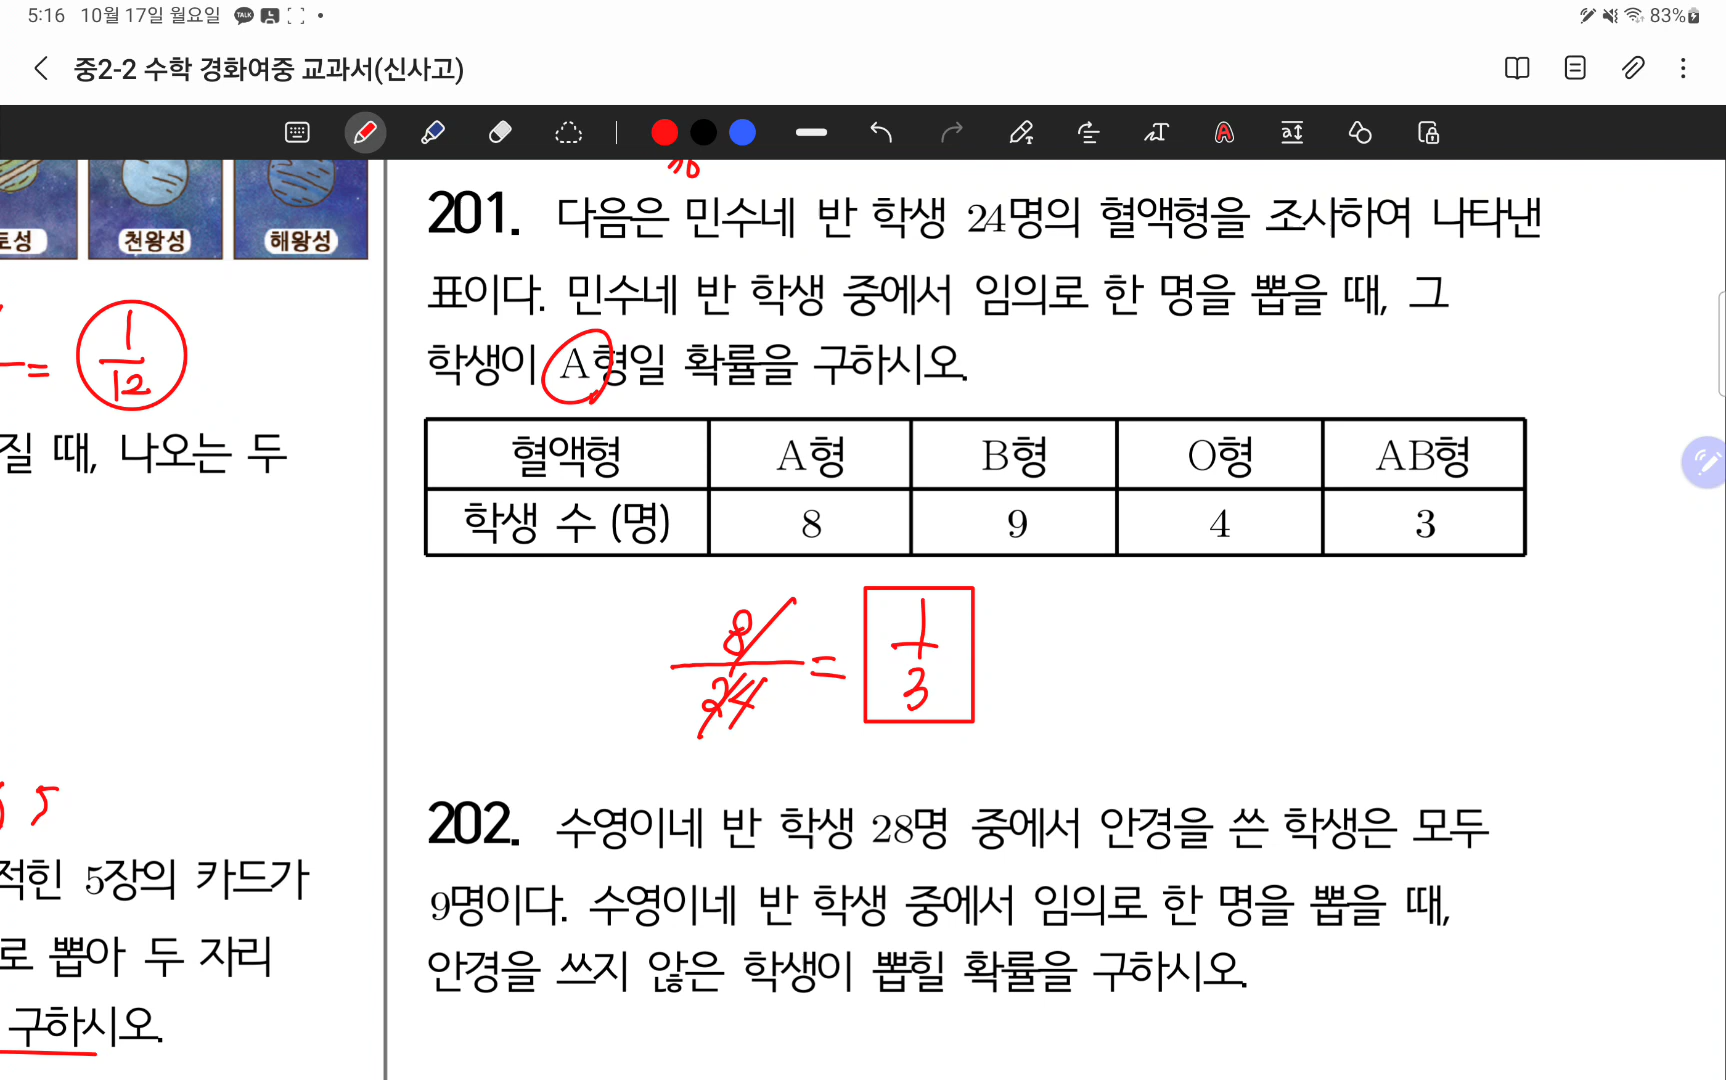 5:16 10월 17일 월요일 TALK
83%
중2-2 수학 경화여중 교과서(신사고)
토성 천왕성 해왕성
= 1/12
질 때, 나오는 두
5
적힌 5장의 카드가
로 뽑아 두 자리
구하시오.
201. 다음은 민수네 반 학생 24명의 혈액형을 조사하여 나타낸
표이다. 민수네 반 학생 중에서 임의로 한 명을 뽑을 때, 그
학생이 A형일 확률을 구하시오.
혈액형 A형 B형 O형 AB형
학생 수 (명) 8 9 4 3
8/24 = 1/3
202. 수영이네 반 학생 28명 중에서 안경을 쓴 학생은 모두
9명이다. 수영이네 반 학생 중에서 임의로 한 명을 뽑을 때,
안경을 쓰지 않은 학생이 뽑힐 확률을 구하시오.